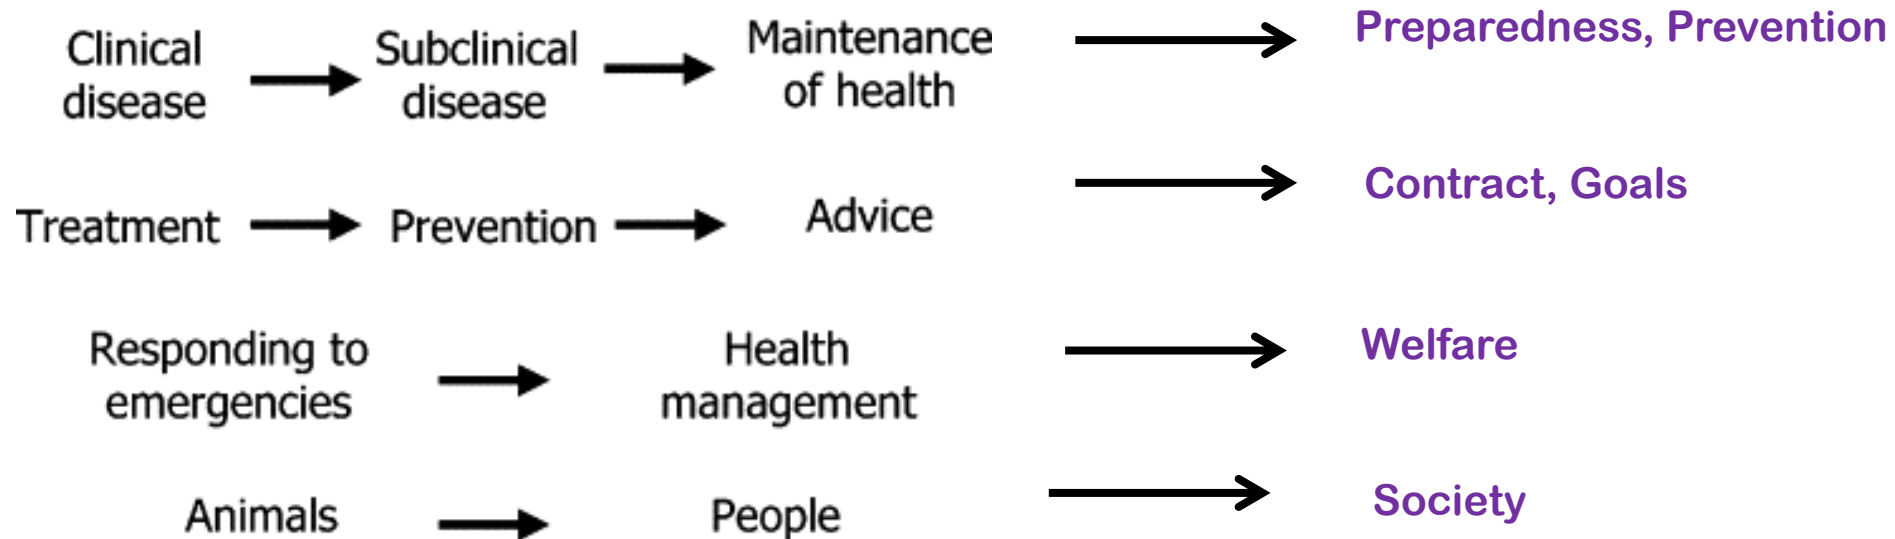 Clinical
disease
Subclinical
disease
Maintenance
of health
Preparedness, Prevention
Treatment
Prevention
Advice
Contract, Goals
Responding to
emergencies
Health
management
Welfare
Animals
People
Society